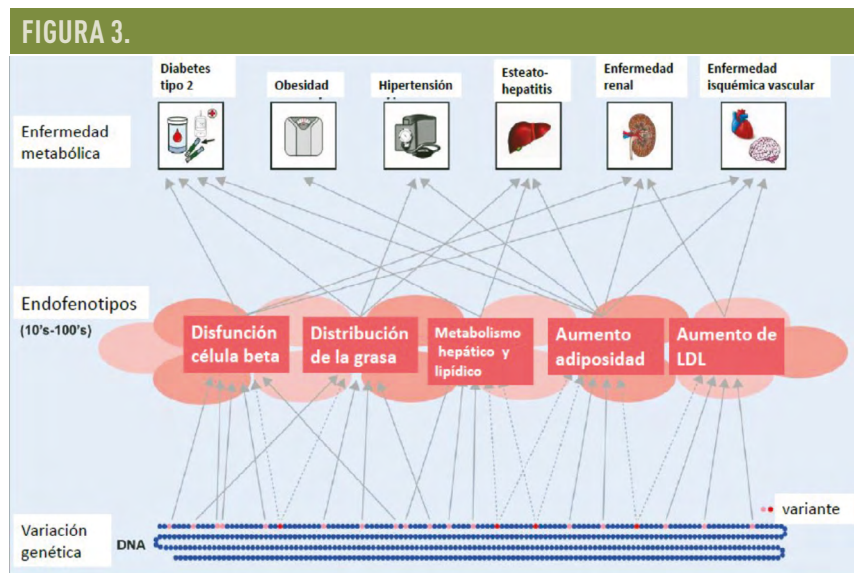 FIGURA 3.
Diabetes
tipo 2
Obesidad
Hipertensión
Esteato-
hepatitis
Enfermedad
renal
Enfermedad
isquémica vascular
Enfermedad
metabólica
Endofenotipos
(10’s-100’s)
Disfunción
célula beta
Distribución
de la grasa
Metabolismo
hepático y
lipídico
Aumento
adiposidad
Aumento de
LDL
variante
Variación
genética
DNA